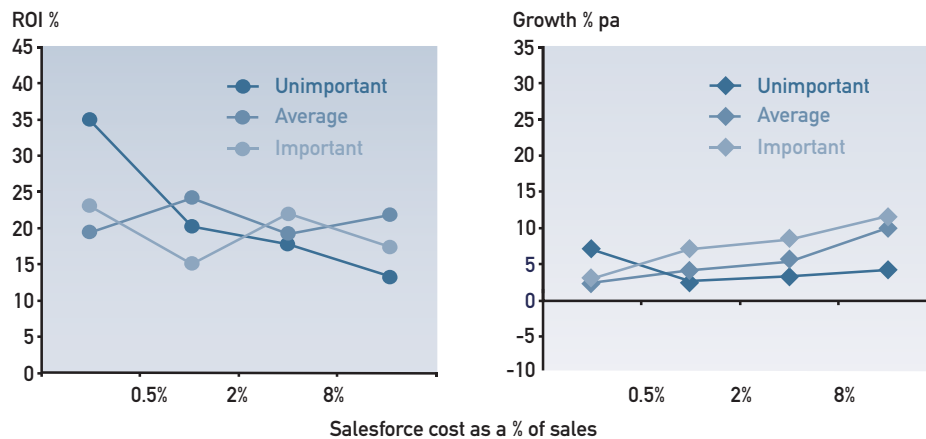 ROI %
45
40
35
30
25
20
15
10
5
0
Unimportant
Average
Important
0.5% 2% 8%
Growth % pa
35
30
25
20
15
10
5
0
-5
-10
Unimportant
Average
Important
0.5% 2% 8%
Salesforce cost as a % of sales